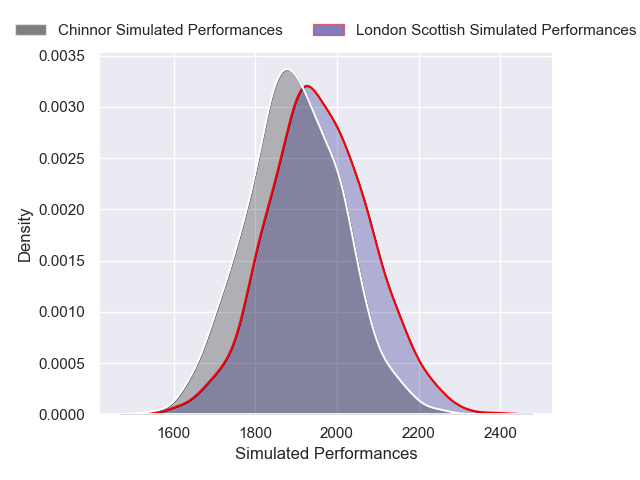 Chinnor Simulated Performances
London Scottish Simulated Performances
0.0035
0.0030
0.0025
0.0020
0.0015
0.0010
0.0005
0.0000
Density
1600 1800 2000 2200 2400
Simulated Performances